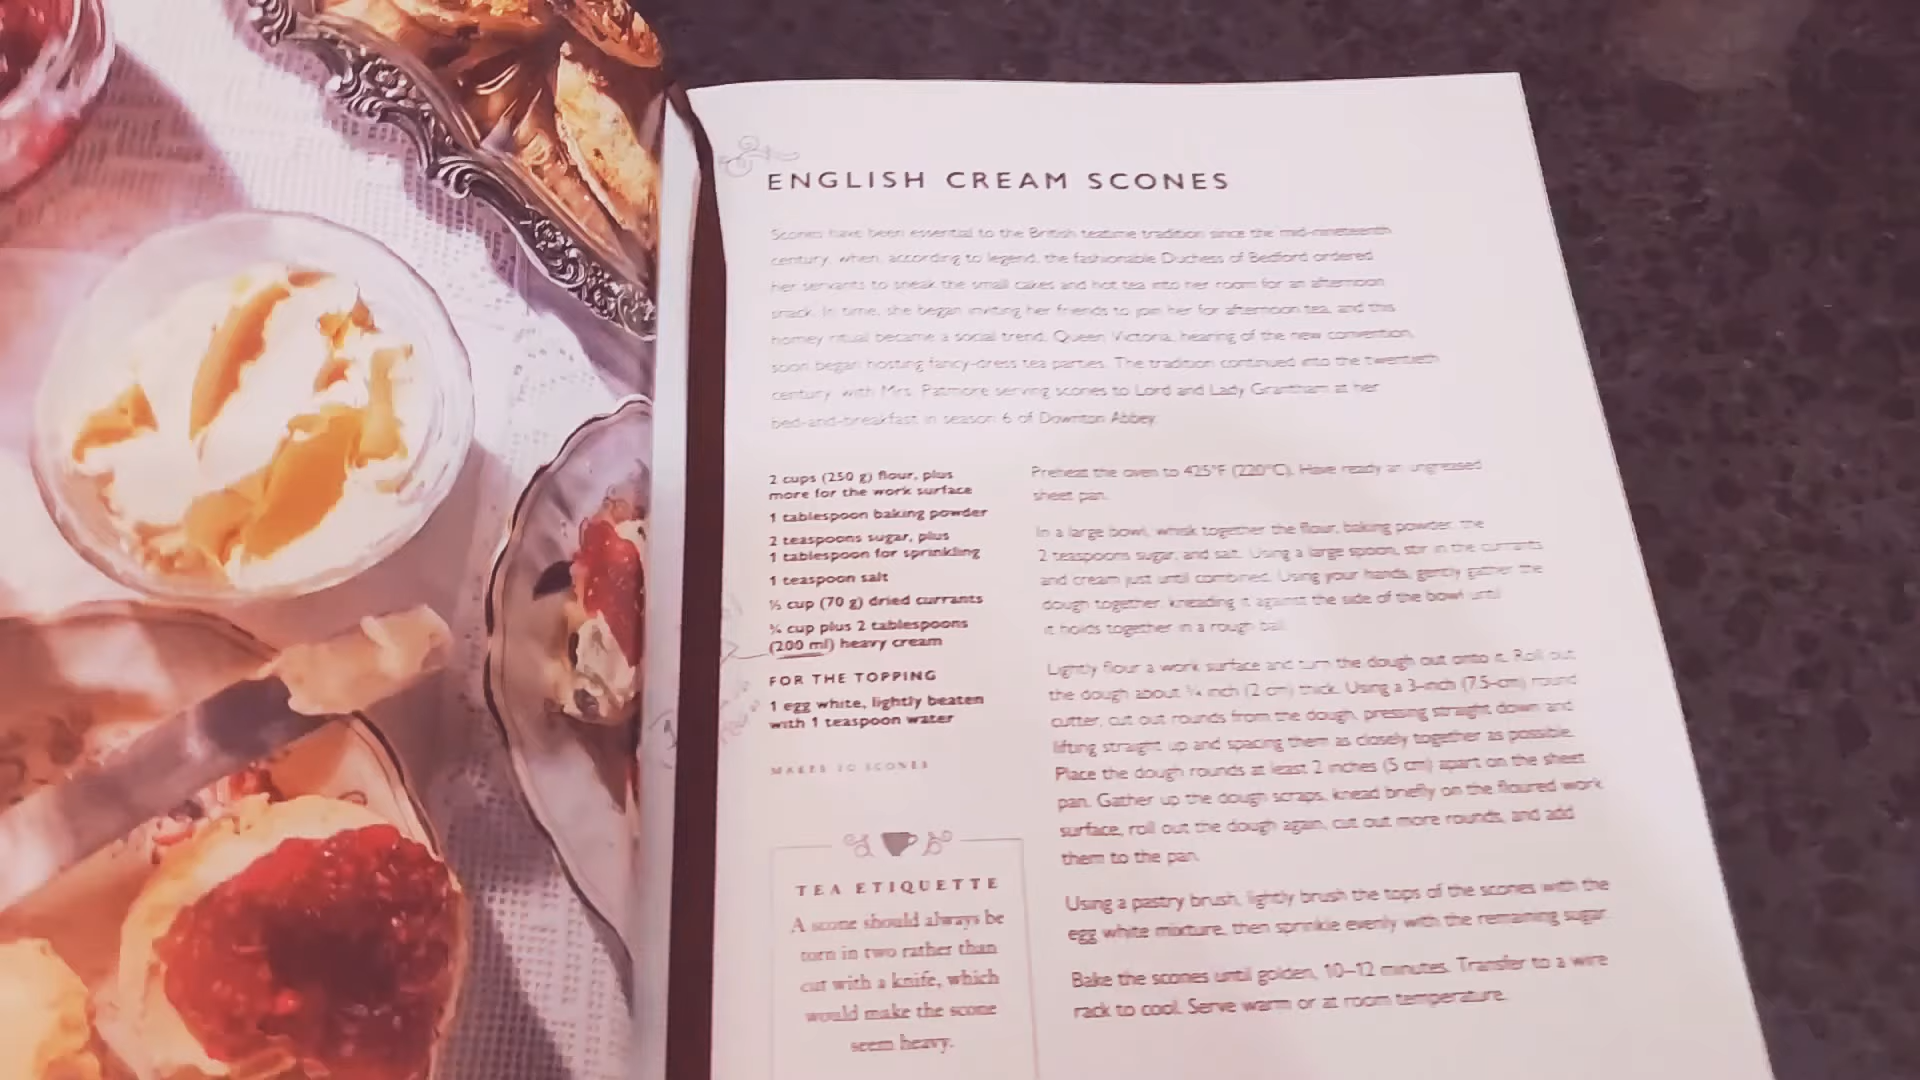 ENGLISH CREAM SCONES
Scones have been essential to the British teatime tradition since the mid-nineteenth
century, when, according to legend, the fashionable Duchess of Bedford ordered
her servants to sneak the small cakes and hot tea into her room for an afternoon
snack. In time, she began inviting her friends to join her for afternoon tea, and this
homey ritual became a social trend. Queen Victoria, hearing of the new convention,
soon began hosting fancy-dress tea parties. The tradition continued into the twentieth
century, with Mrs. Patmore serving scones to Lord and Lady Grantham at her
bed-and-breakfast in season 6 of Downton Abbey.
2 cups (250 g) flour, plus
more for the work surface
1 tablespoon baking powder
2 teaspoons sugar, plus
1 tablespoon for sprinkling
1 teaspoon salt
½ cup (70 g) dried currants
¾ cup plus 2 tablespoons
(200 ml) heavy cream
FOR THE TOPPING
1 egg white, lightly beaten
with 1 teaspoon water
MAKES 10 SCONES
TEA ETIQUETTE
A scone should always be
torn in two rather than
cut with a knife, which
would make the scone
seem heavy.
Preheat the oven to 425°F (220°C). Have ready an ungreased
sheet pan.
In a large bowl, whisk together the flour, baking powder, the
2 teaspoons sugar, and salt. Using a large spoon, stir in the currants
and cream just until combined. Using your hands, gently gather the
dough together, kneading it against the side of the bowl until
it holds together in a rough ball.
Lightly flour a work surface and turn the dough out onto it. Roll out
the dough about ¾ inch (2 cm) thick. Using a 3-inch (7.5-cm) round
cutter, cut out rounds from the dough, pressing straight down and
lifting straight up and spacing them as closely together as possible.
Place the dough rounds at least 2 inches (5 cm) apart on the sheet
pan. Gather up the dough scraps, knead briefly on the floured work
surface, roll out the dough again, cut out more rounds, and add
them to the pan.
Using a pastry brush, lightly brush the tops of the scones with the
egg white mixture, then sprinkle evenly with the remaining sugar.
Bake the scones until golden, 10–12 minutes. Transfer to a wire
rack to cool. Serve warm or at room temperature.